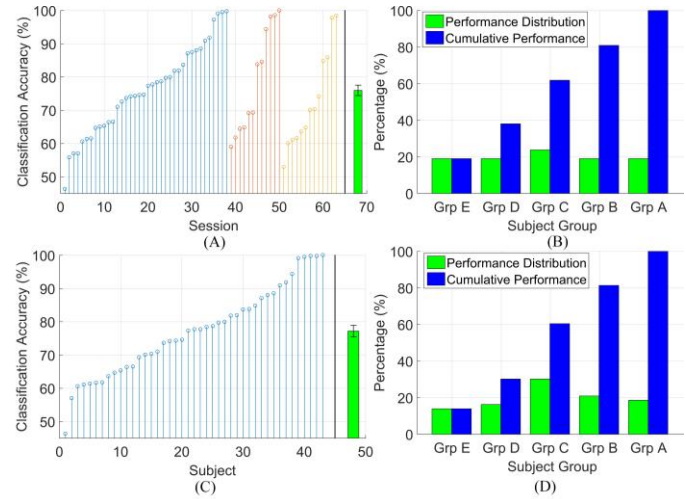 Classification Accuracy (%)
100
90
80
70
60
50
0 10 20 30 40 50 60 70
Session
(A)
Percentage (%)
100
80
60
40
20
0
Performance Distribution
Cumulative Performance
Grp E Grp D Grp C Grp B Grp A
Subject Group
(B)
Classification Accuracy (%)
100
90
80
70
60
50
0 10 20 30 40 50
Subject
(C)
Percentage (%)
100
80
60
40
20
0
Performance Distribution
Cumulative Performance
Grp E Grp D Grp C Grp B Grp A
Subject Group
(D)